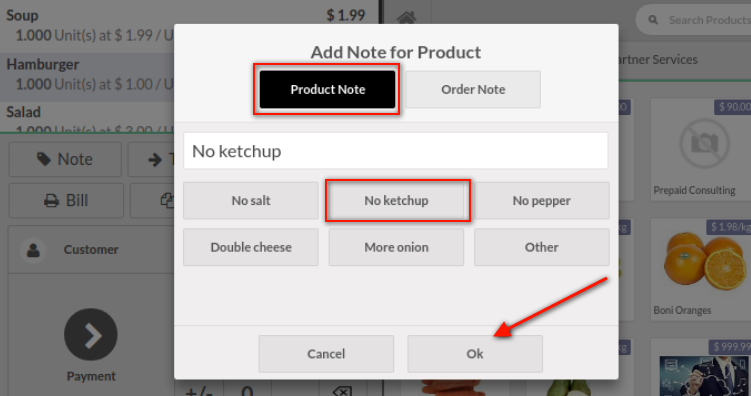 Soup $ 1.99
1.000 Unit(s) at $ 1.99 / U
Hamburger
1.000 Unit(s) at $ 1.00 / U
Salad
1.000 Unit(s) at $ 3.00 / U
Note
Bill
Customer
Payment
+/- 0
Add Note for Product
Product Note Order Note
No ketchup
No salt No ketchup No pepper
Double cheese More onion Other
Cancel Ok
Search Products
rtner Services
$ 90.00
Prepaid Consulting
$ 1.98/kg
Boni Oranges
$ 999.99